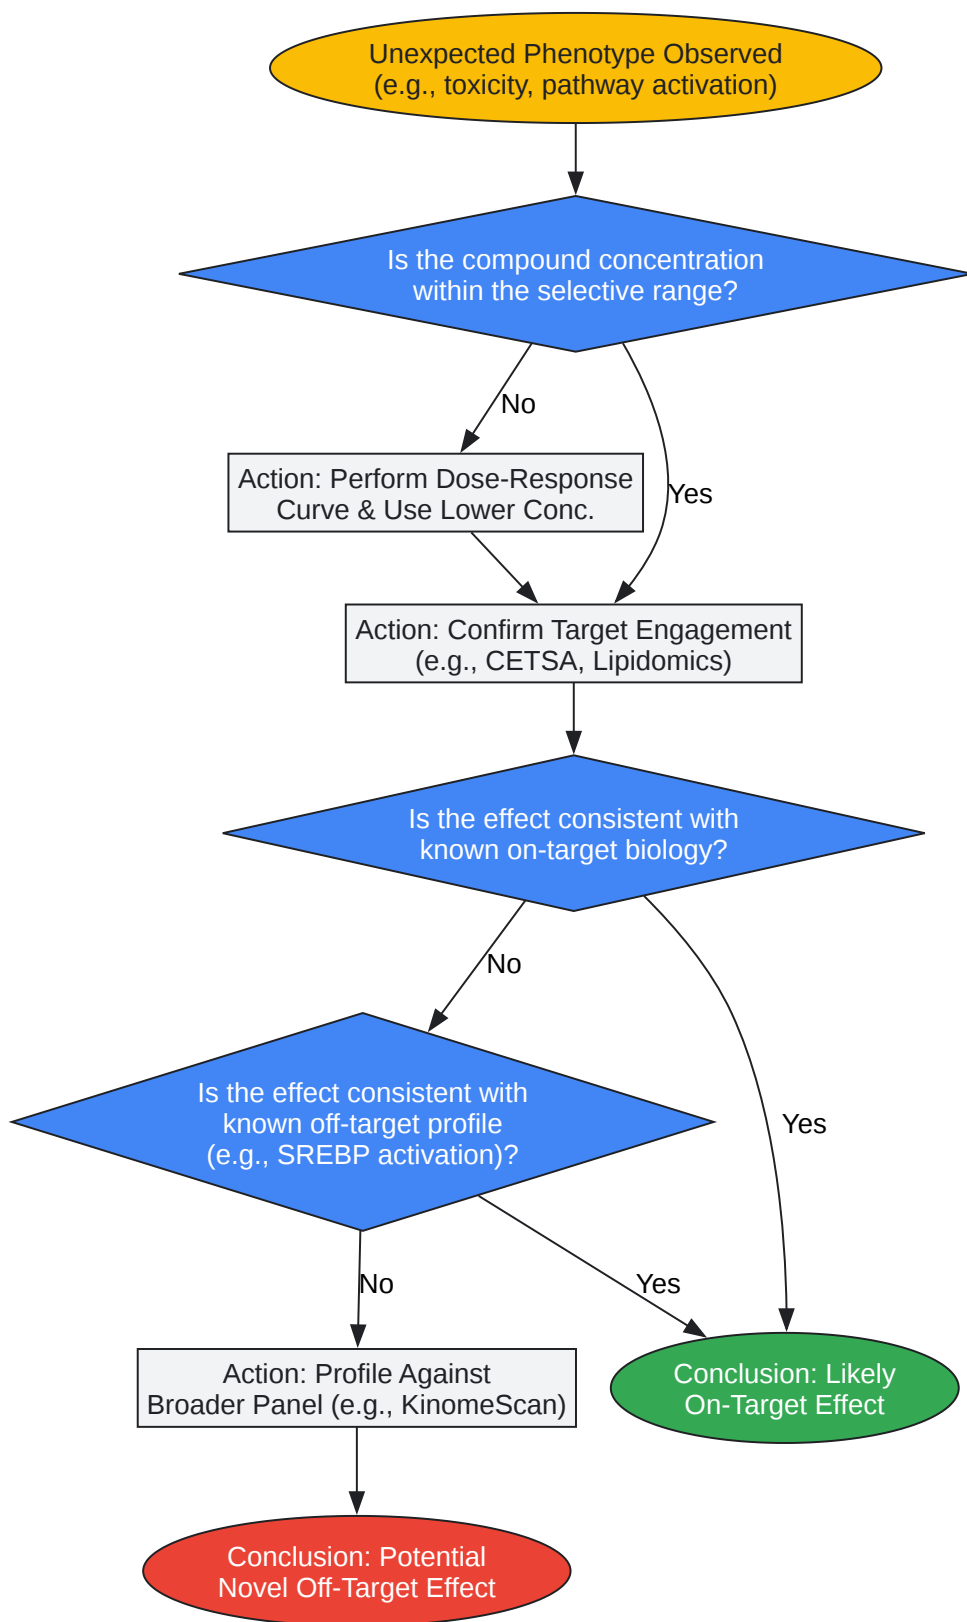 Unexpected Phenotype Observed
(e.g., toxicity, pathway activation)
Is the compound concentration
within the selective range?
No
Action: Perform Dose-Response
Curve & Use Lower Conc.
Yes
Action: Confirm Target Engagement
(e.g., CETSA, Lipidomics)
Is the effect consistent with
known on-target biology?
No
Is the effect consistent with
known off-target profile
(e.g., SREBP activation)?
Yes
No
Yes
Action: Profile Against
Broader Panel (e.g., KinomeScan)
Conclusion: Likely
On-Target Effect
Conclusion: Potential
Novel Off-Target Effect